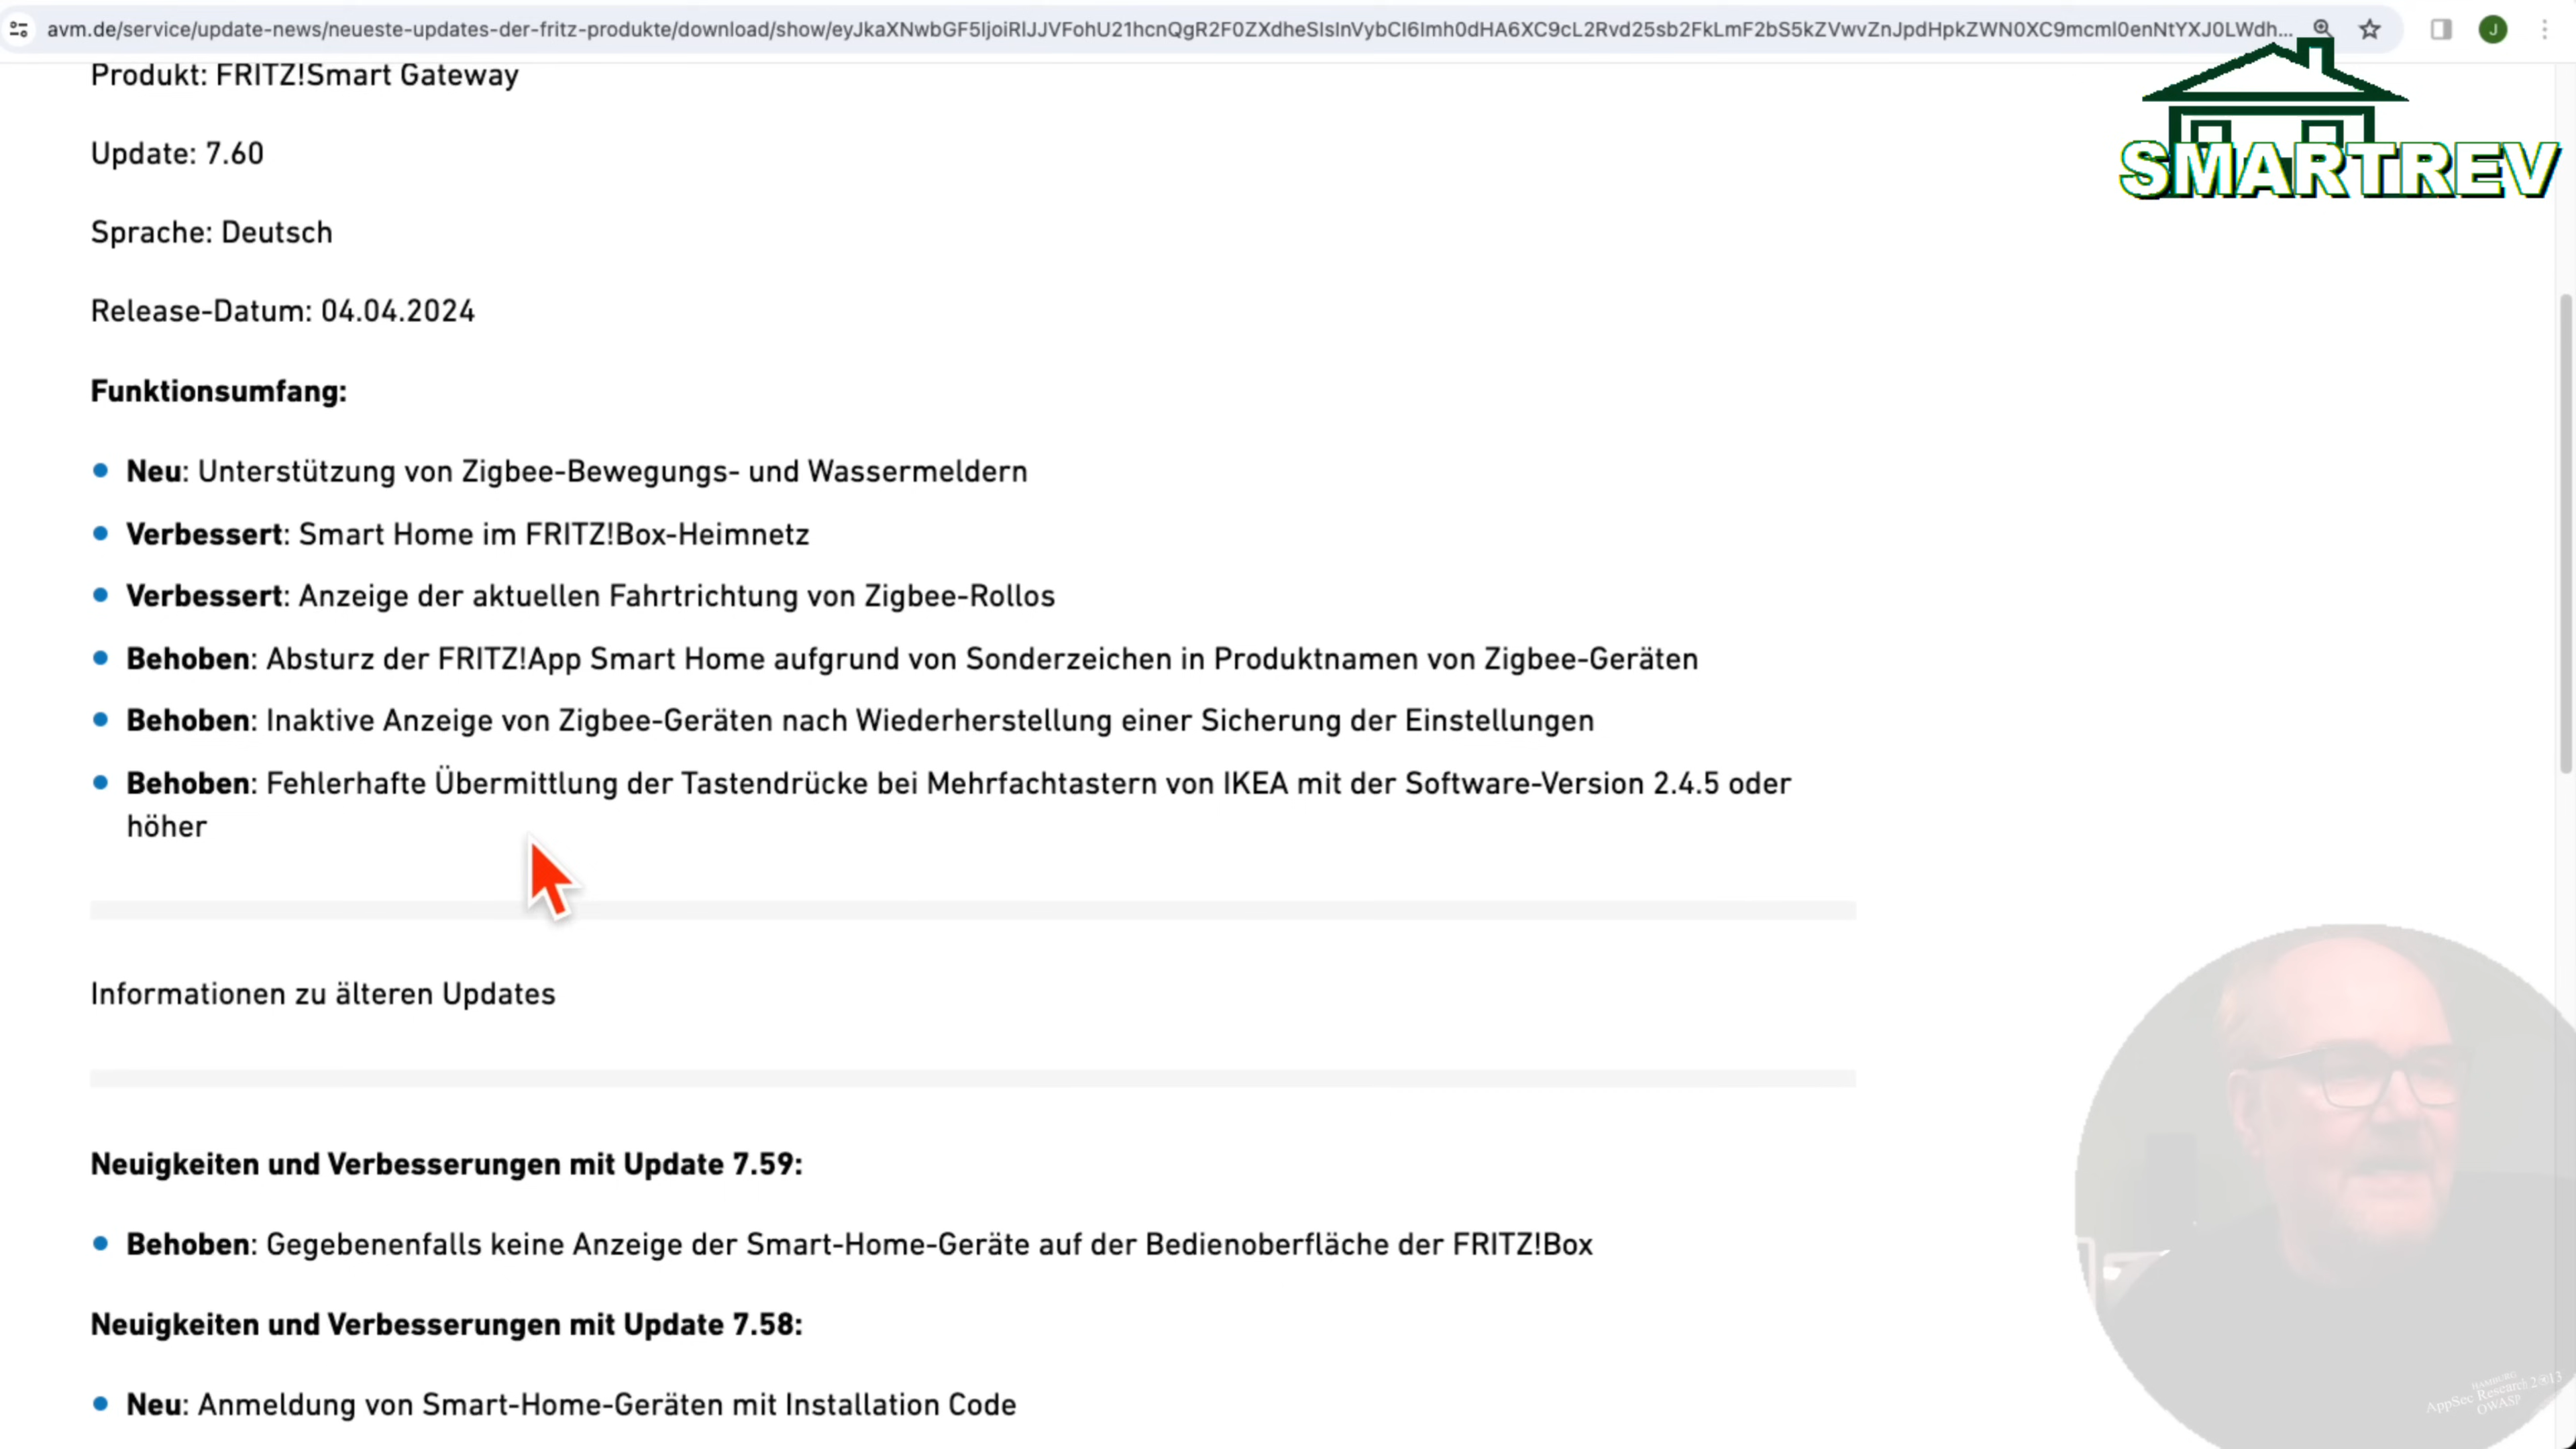 avm.de/service/update-news/neueste-updates-der-fritz-produkte/download/show/eyJkaXNwbGF5IjoiRlJJVFohU21hcnQgR2F0ZXdheSIsInVybCI6Imh0dHA6XC9cL2Rvd25sb2FkLmF2bS5kZVwvZnJpdHpkZWN0XC9mcml0enNtYXJ0LWdh...
J
Produkt: FRITZ!Smart Gateway
SMARTREV
Update: 7.60
Sprache: Deutsch
Release-Datum: 04.04.2024
Funktionsumfang:
Neu: Unterstützung von Zigbee-Bewegungs- und Wassermeldern
Verbessert: Smart Home im FRITZ!Box-Heimnetz
Verbessert: Anzeige der aktuellen Fahrtrichtung von Zigbee-Rollos
Behoben: Absturz der FRITZ!App Smart Home aufgrund von Sonderzeichen in Produktnamen von Zigbee-Geräten
Behoben: Inaktive Anzeige von Zigbee-Geräten nach Wiederherstellung einer Sicherung der Einstellungen
Behoben: Fehlerhafte Übermittlung der Tastendrücke bei Mehrfachtastern von IKEA mit der Software-Version 2.4.5 oder
höher
Informationen zu älteren Updates
Neuigkeiten und Verbesserungen mit Update 7.59:
Behoben: Gegebenenfalls keine Anzeige der Smart-Home-Geräte auf der Bedienoberfläche der FRITZ!Box
Neuigkeiten und Verbesserungen mit Update 7.58:
Neu: Anmeldung von Smart-Home-Geräten mit Installation Code
HAMBURG
AppSec Research 2013
OWASP